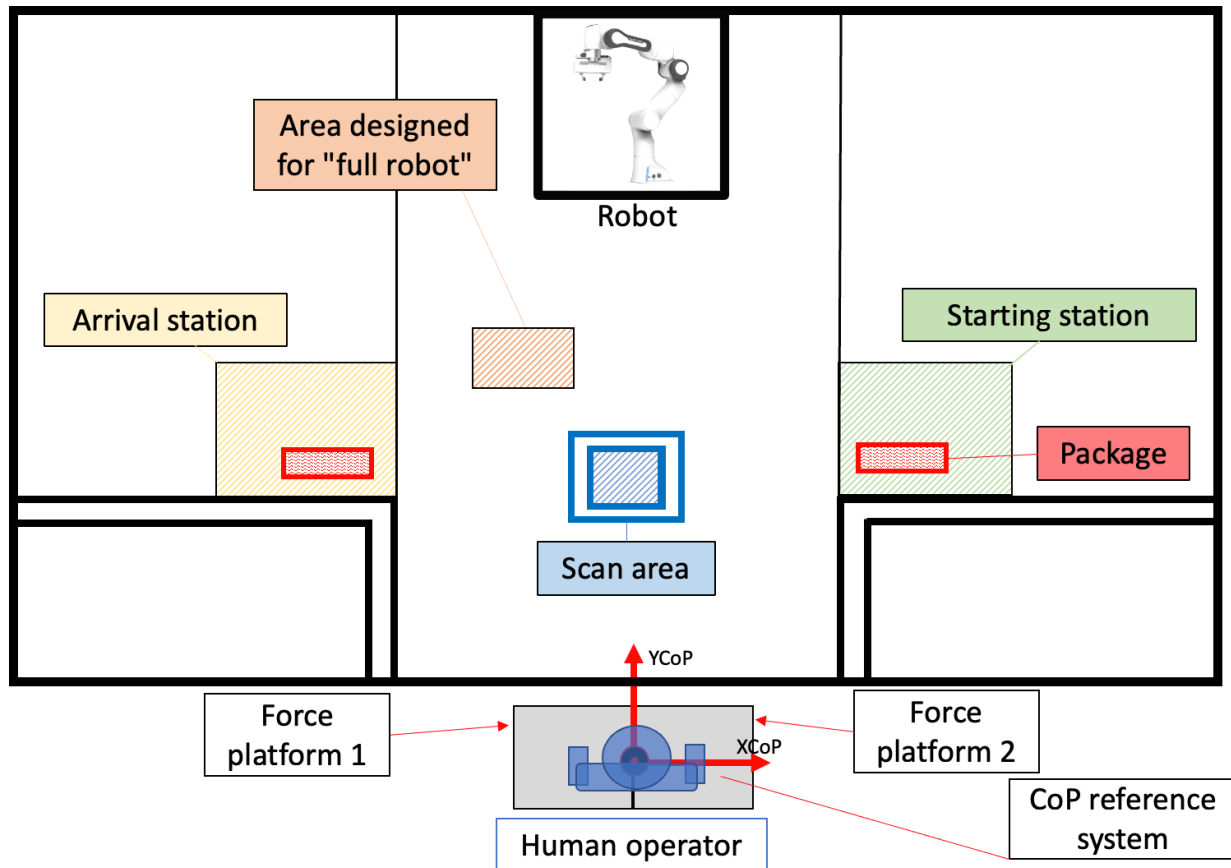 Area designed
for "full robot"
Robot
Arrival station
Starting station
Package
Scan area
YCoP
Force
platform 1
Force
platform 2
XCoP
CoP reference
system
Human operator